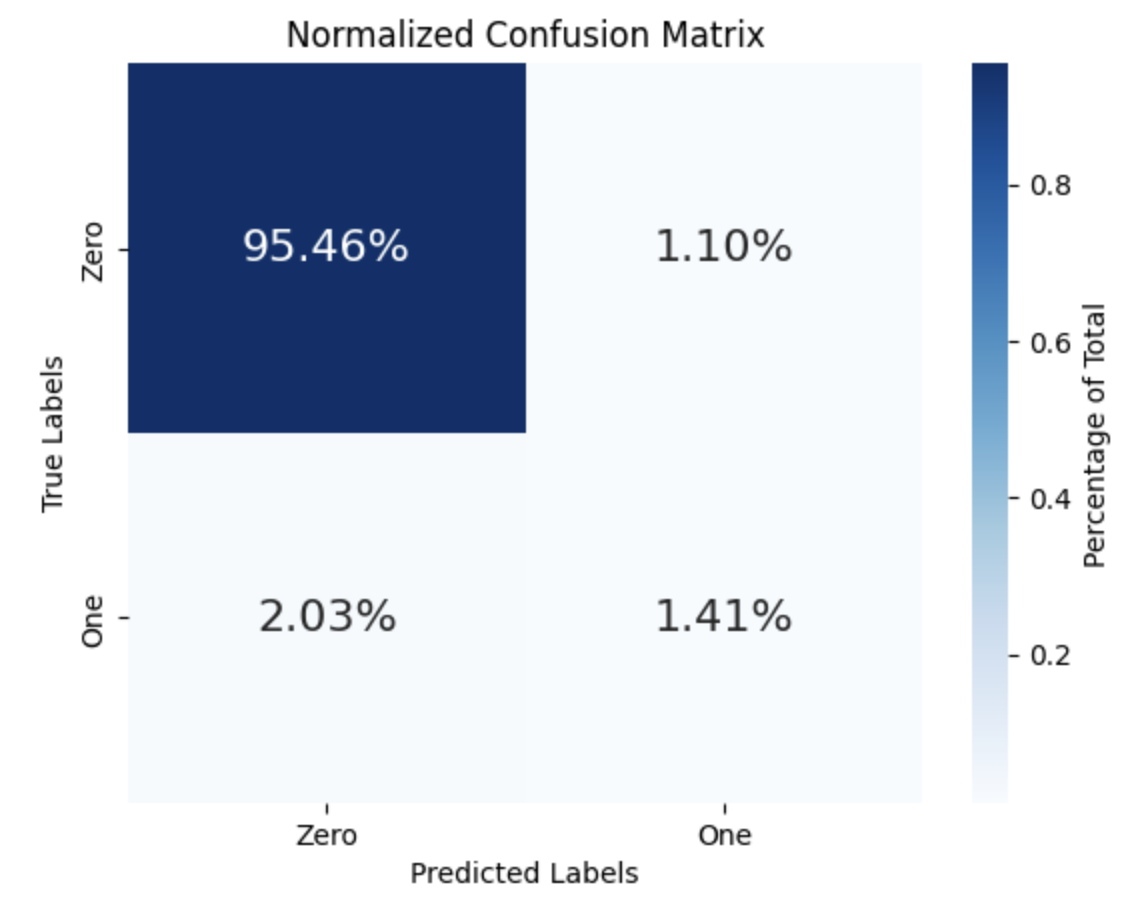 Normalized Confusion Matrix
True Labels
Zero
One
95.46%
1.10%
2.03%
1.41%
Zero
One
Predicted Labels
0.8
0.6
0.4
0.2
Percentage of Total